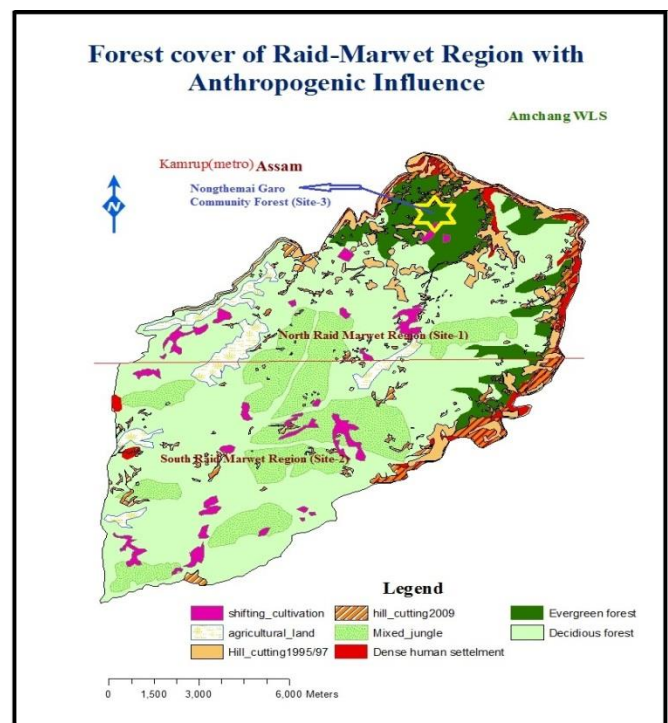 Forest cover of Raid-Marwet Region with
Anthropogenic Influence
Amchang WLS
Kamrup(metro) Assam
Nongthemai Garo
Community Forest (Site-3)
N
North Raid Marwet Region (Site-1)
South Raid Marwet Region (Site-2)
Legend
shifting_cultivation
hill_cutting2009
Evergreen forest
agricultural_land
Mixed_jungle
Decidious forest
Hill_cutting1995/97
Dense human settelment
0 1,500 3,000 6,000 Meters